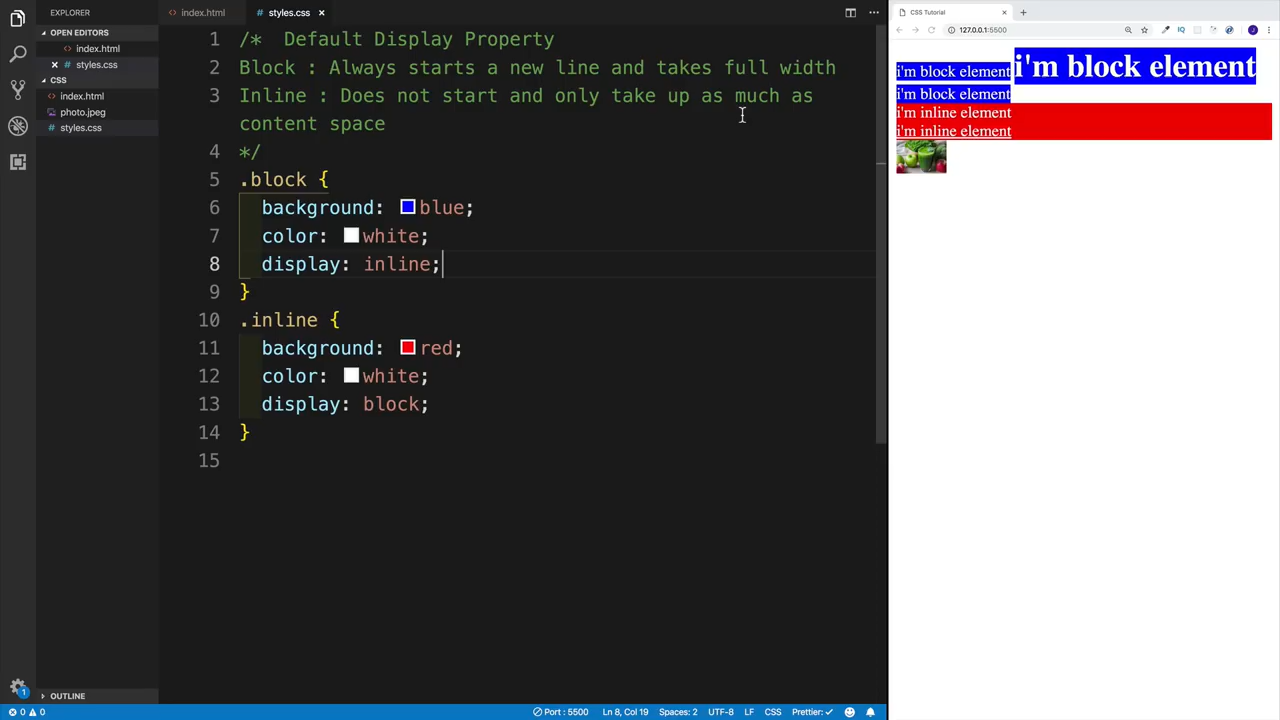 EXPLORER
OPEN EDITORS
index.html
styles.css
CSS
index.html
photo.jpeg
styles.css
OUTLINE
1
index.html
styles.css
1 /*  Default Display Property
2 Block : Always starts a new line and takes full width
3 Inline : Does not start and only take up as much as
content space
4 */
5 .block {
6 background: blue;
7 color: white;
8 display: inline;
9 }
10 .inline {
11 background: red;
12 color: white;
13 display: block;
14 }
15
0 0
Port : 5500
Ln 8, Col 19
Spaces: 2
UTF-8
LF
CSS
Prettier: ✓
CSS Tutorial
127.0.0.1:5500
IQ
J
i'm block element i'm block element
i'm block element
i'm inline element
i'm inline element